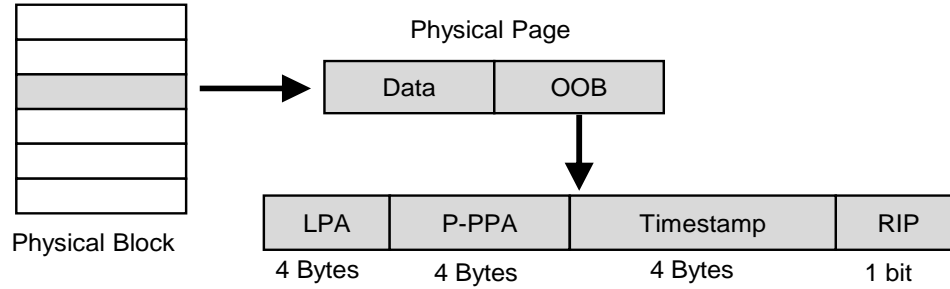 Physical Page
Data OOB
LPA P-PPA Timestamp RIP
Physical Block
4 Bytes 4 Bytes 4 Bytes 1 bit